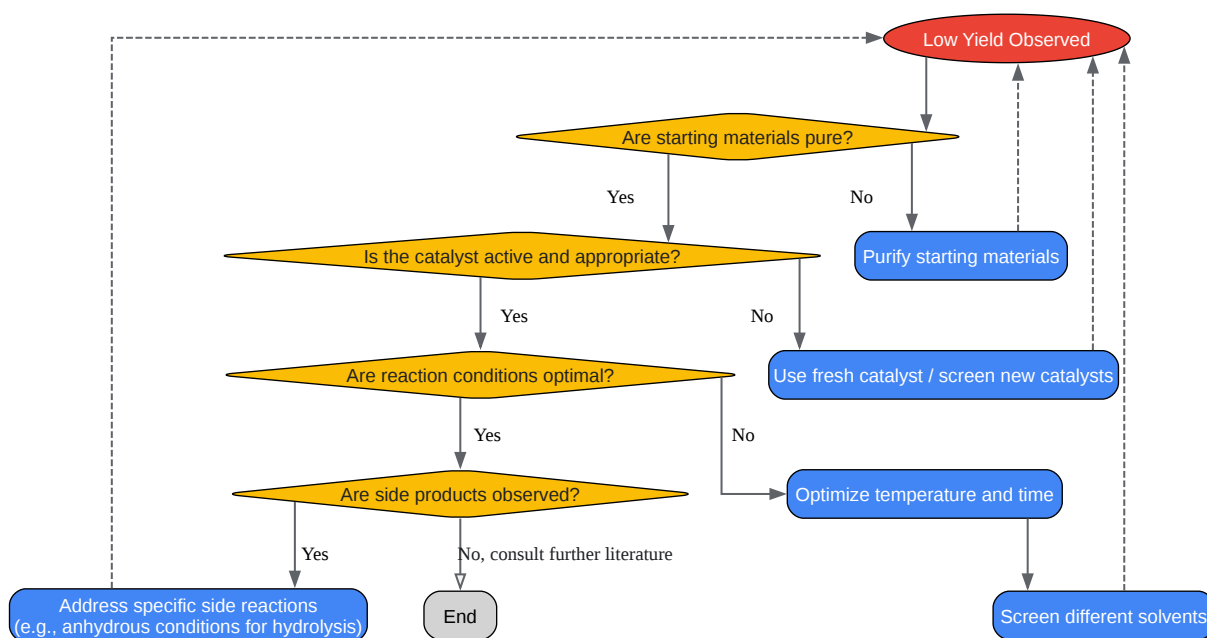 Low Yield Observed
Are starting materials pure?
Yes
No
Is the catalyst active and appropriate?
Purify starting materials
Yes
No
Are reaction conditions optimal?
Use fresh catalyst / screen new catalysts
Yes
No
Are side products observed?
Optimize temperature and time
Yes
No, consult further literature
Address specific side reactions
(e.g., anhydrous conditions for hydrolysis)
End
Screen different solvents